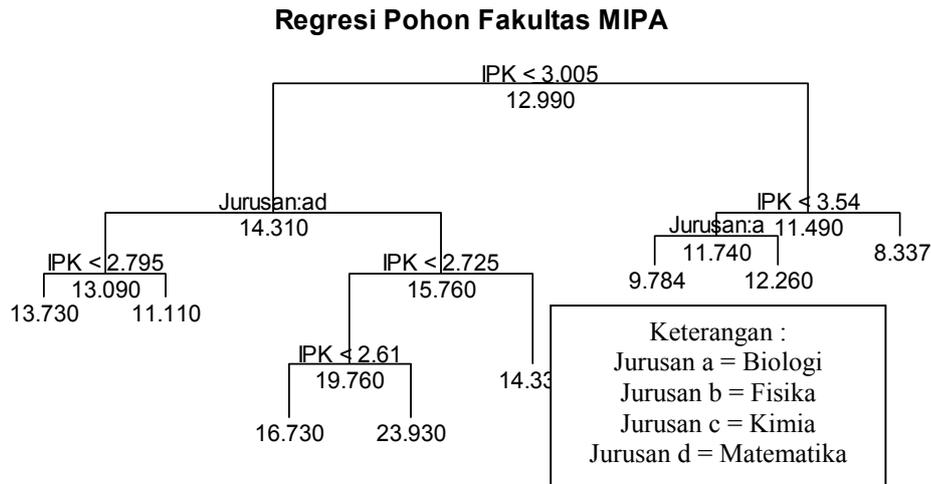 Regresi Pohon Fakultas MIPA
IPK < 3.005
12.990
Jurusan:ad
14.310
IPK < 3.54
11.490
Jurusan:a
11.740
8.337
9.784
12.260
IPK < 2.795
13.090
13.730
11.110
IPK < 2.725
15.760
IPK < 2.61
19.760
14.33
16.730
23.930
Keterangan :
Jurusan a = Biologi
Jurusan b = Fisika
Jurusan c = Kimia
Jurusan d = Matematika